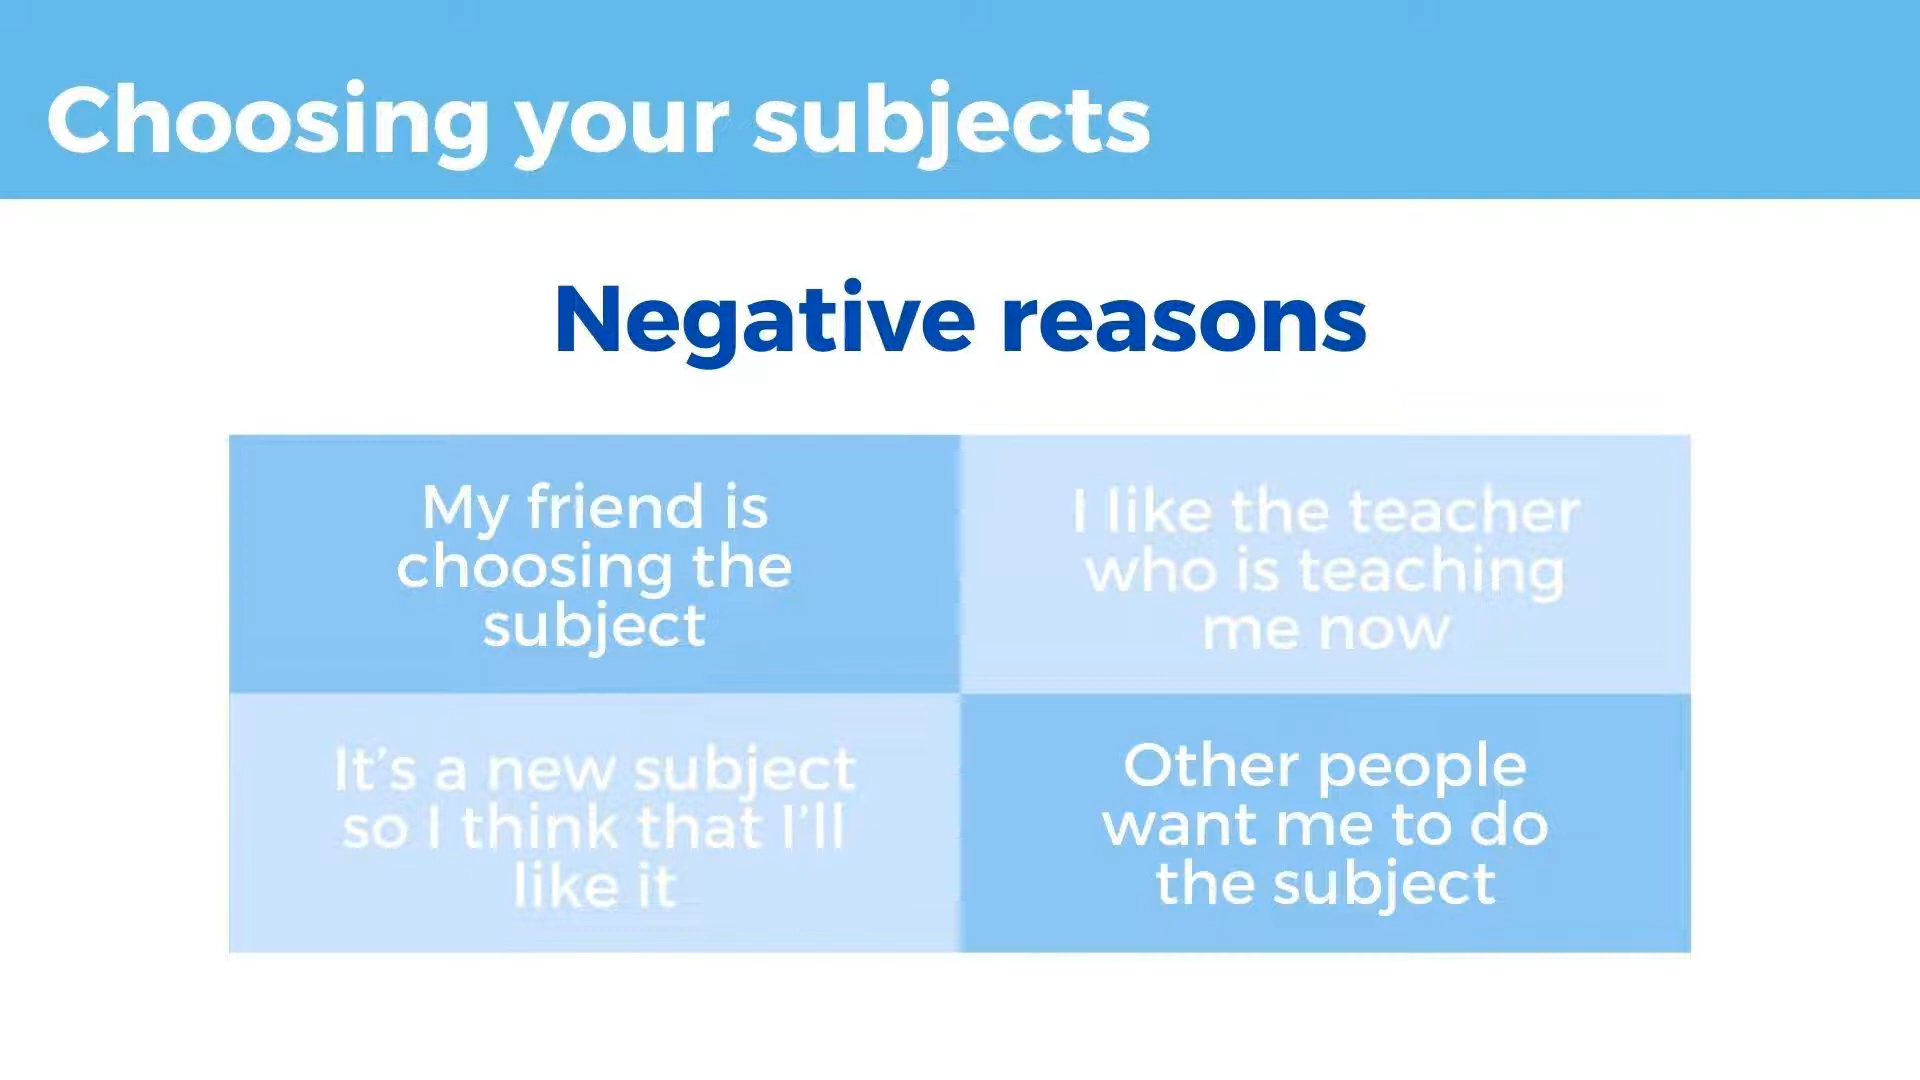 Choosing your subjects
Negative reasons
My friend is
choosing the
subject
I like the teacher
who is teaching
me now
It's a new subject
so I think that I'll
like it
Other people
want me to do
the subject